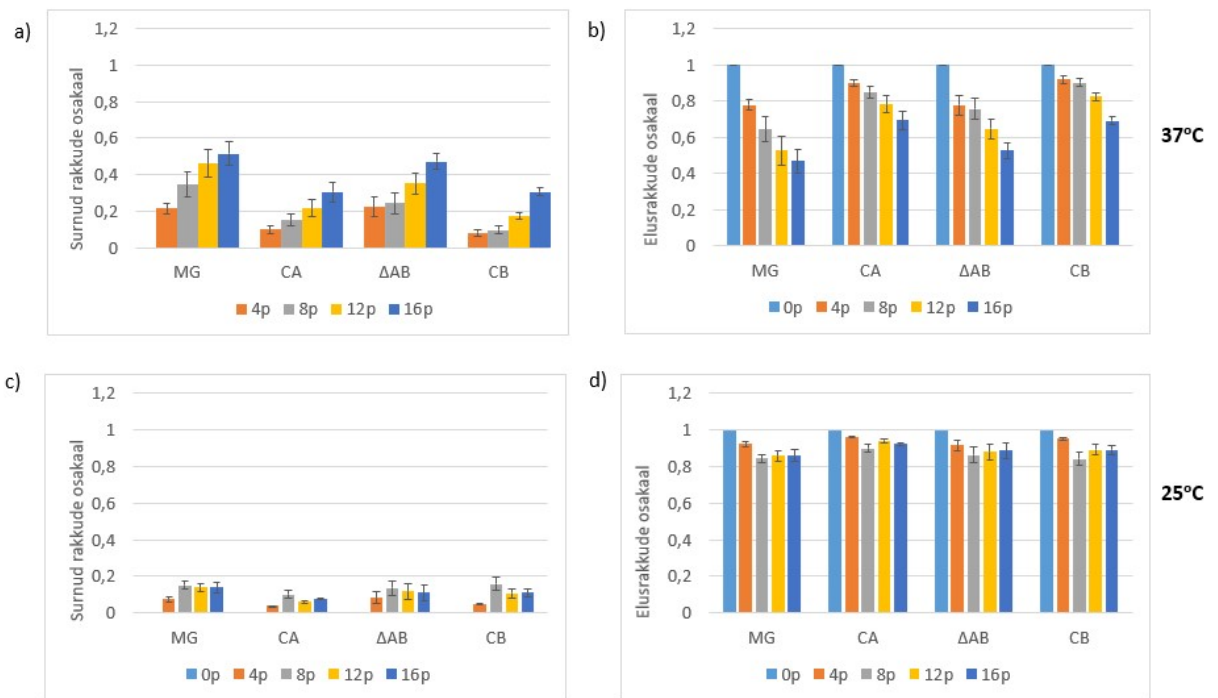 a)
Surnud rakkude osakaal
1,2
1
0,8
0,6
0,4
0,2
0
MG CA ΔAB CB
4p 8p 12p 16p
b)
Elusrakkude osakaal
1,2
1
0,8
0,6
0,4
0,2
0
MG CA ΔAB CB
0p 4p 8p 12p 16p
37°C
c)
Surnud rakkude osakaal
1,2
1
0,8
0,6
0,4
0,2
0
MG CA ΔAB CB
0p 4p 8p 12p 16p
d)
Elusrakkude osakaal
1,2
1
0,8
0,6
0,4
0,2
0
MG CA ΔAB CB
0p 4p 8p 12p 16p
25°C